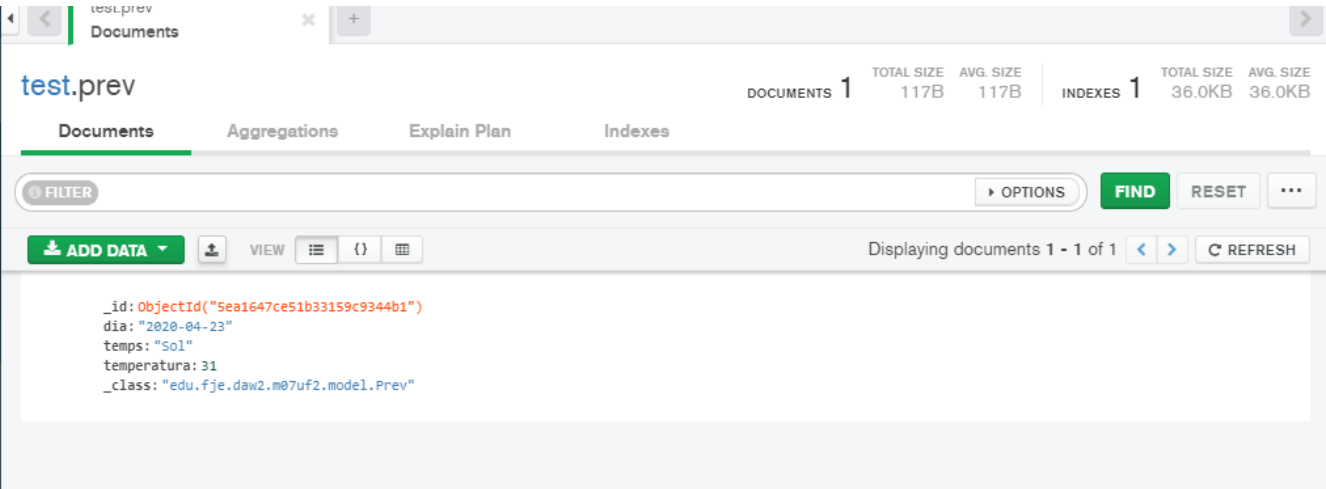 test.prev
Documents
test.prev
DOCUMENTS 1 TOTAL SIZE 117B AVG. SIZE 117B INDEXES 1 TOTAL SIZE 36.0KB AVG. SIZE 36.0KB
Documents Aggregations Explain Plan Indexes
FILTER OPTIONS FIND RESET ...
ADD DATA VIEW {} Displaying documents 1 - 1 of 1 < > REFRESH
_id: ObjectId("5ea1647ce51b33159c9344b1")
dia: "2020-04-23"
temps: "Sol"
temperatura: 31
_class: "edu.fje.daw2.m07uf2.model.Prev"